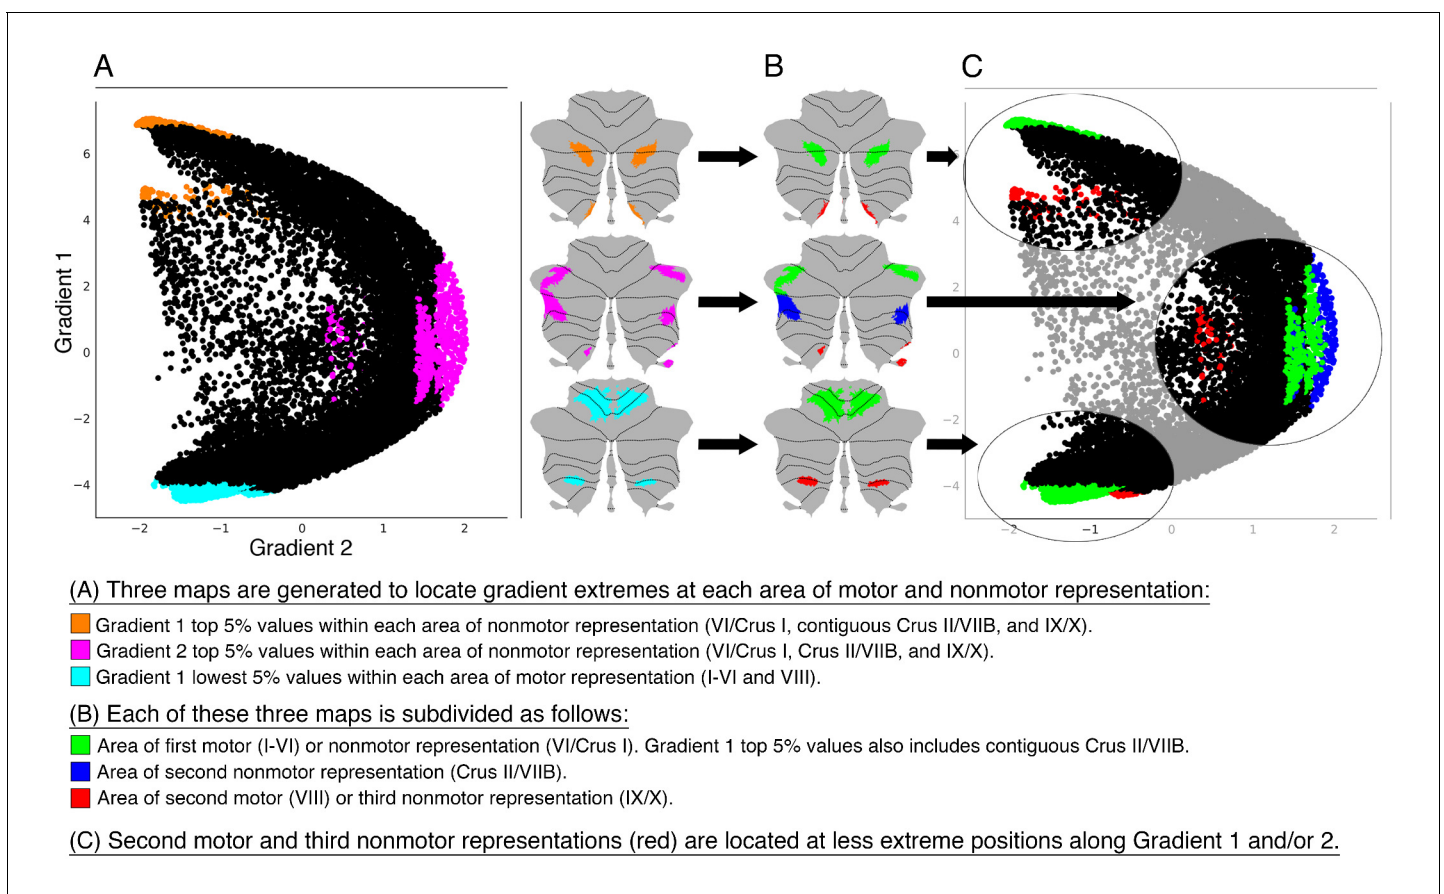 A
B
C
6
4
2
0
−2
−4
Gradient 1
−2
−1
0
1
2
Gradient 2
6
4
2
0
−2
−4
−2
−1
0
1
2
(A) Three maps are generated to locate gradient extremes at each area of motor and nonmotor representation:
Gradient 1 top 5% values within each area of nonmotor representation (VI/Crus I, contiguous Crus II/VIIB, and IX/X).
Gradient 2 top 5% values within each area of nonmotor representation (VI/Crus I, Crus II/VIIB, and IX/X).
Gradient 1 lowest 5% values within each area of motor representation (I-VI and VIII).
(B) Each of these three maps is subdivided as follows:
Area of first motor (I-VI) or nonmotor representation (VI/Crus I). Gradient 1 top 5% values also includes contiguous Crus II/VIIB.
Area of second nonmotor representation (Crus II/VIIB).
Area of second motor (VIII) or third nonmotor representation (IX/X).
(C) Second motor and third nonmotor representations (red) are located at less extreme positions along Gradient 1 and/or 2.